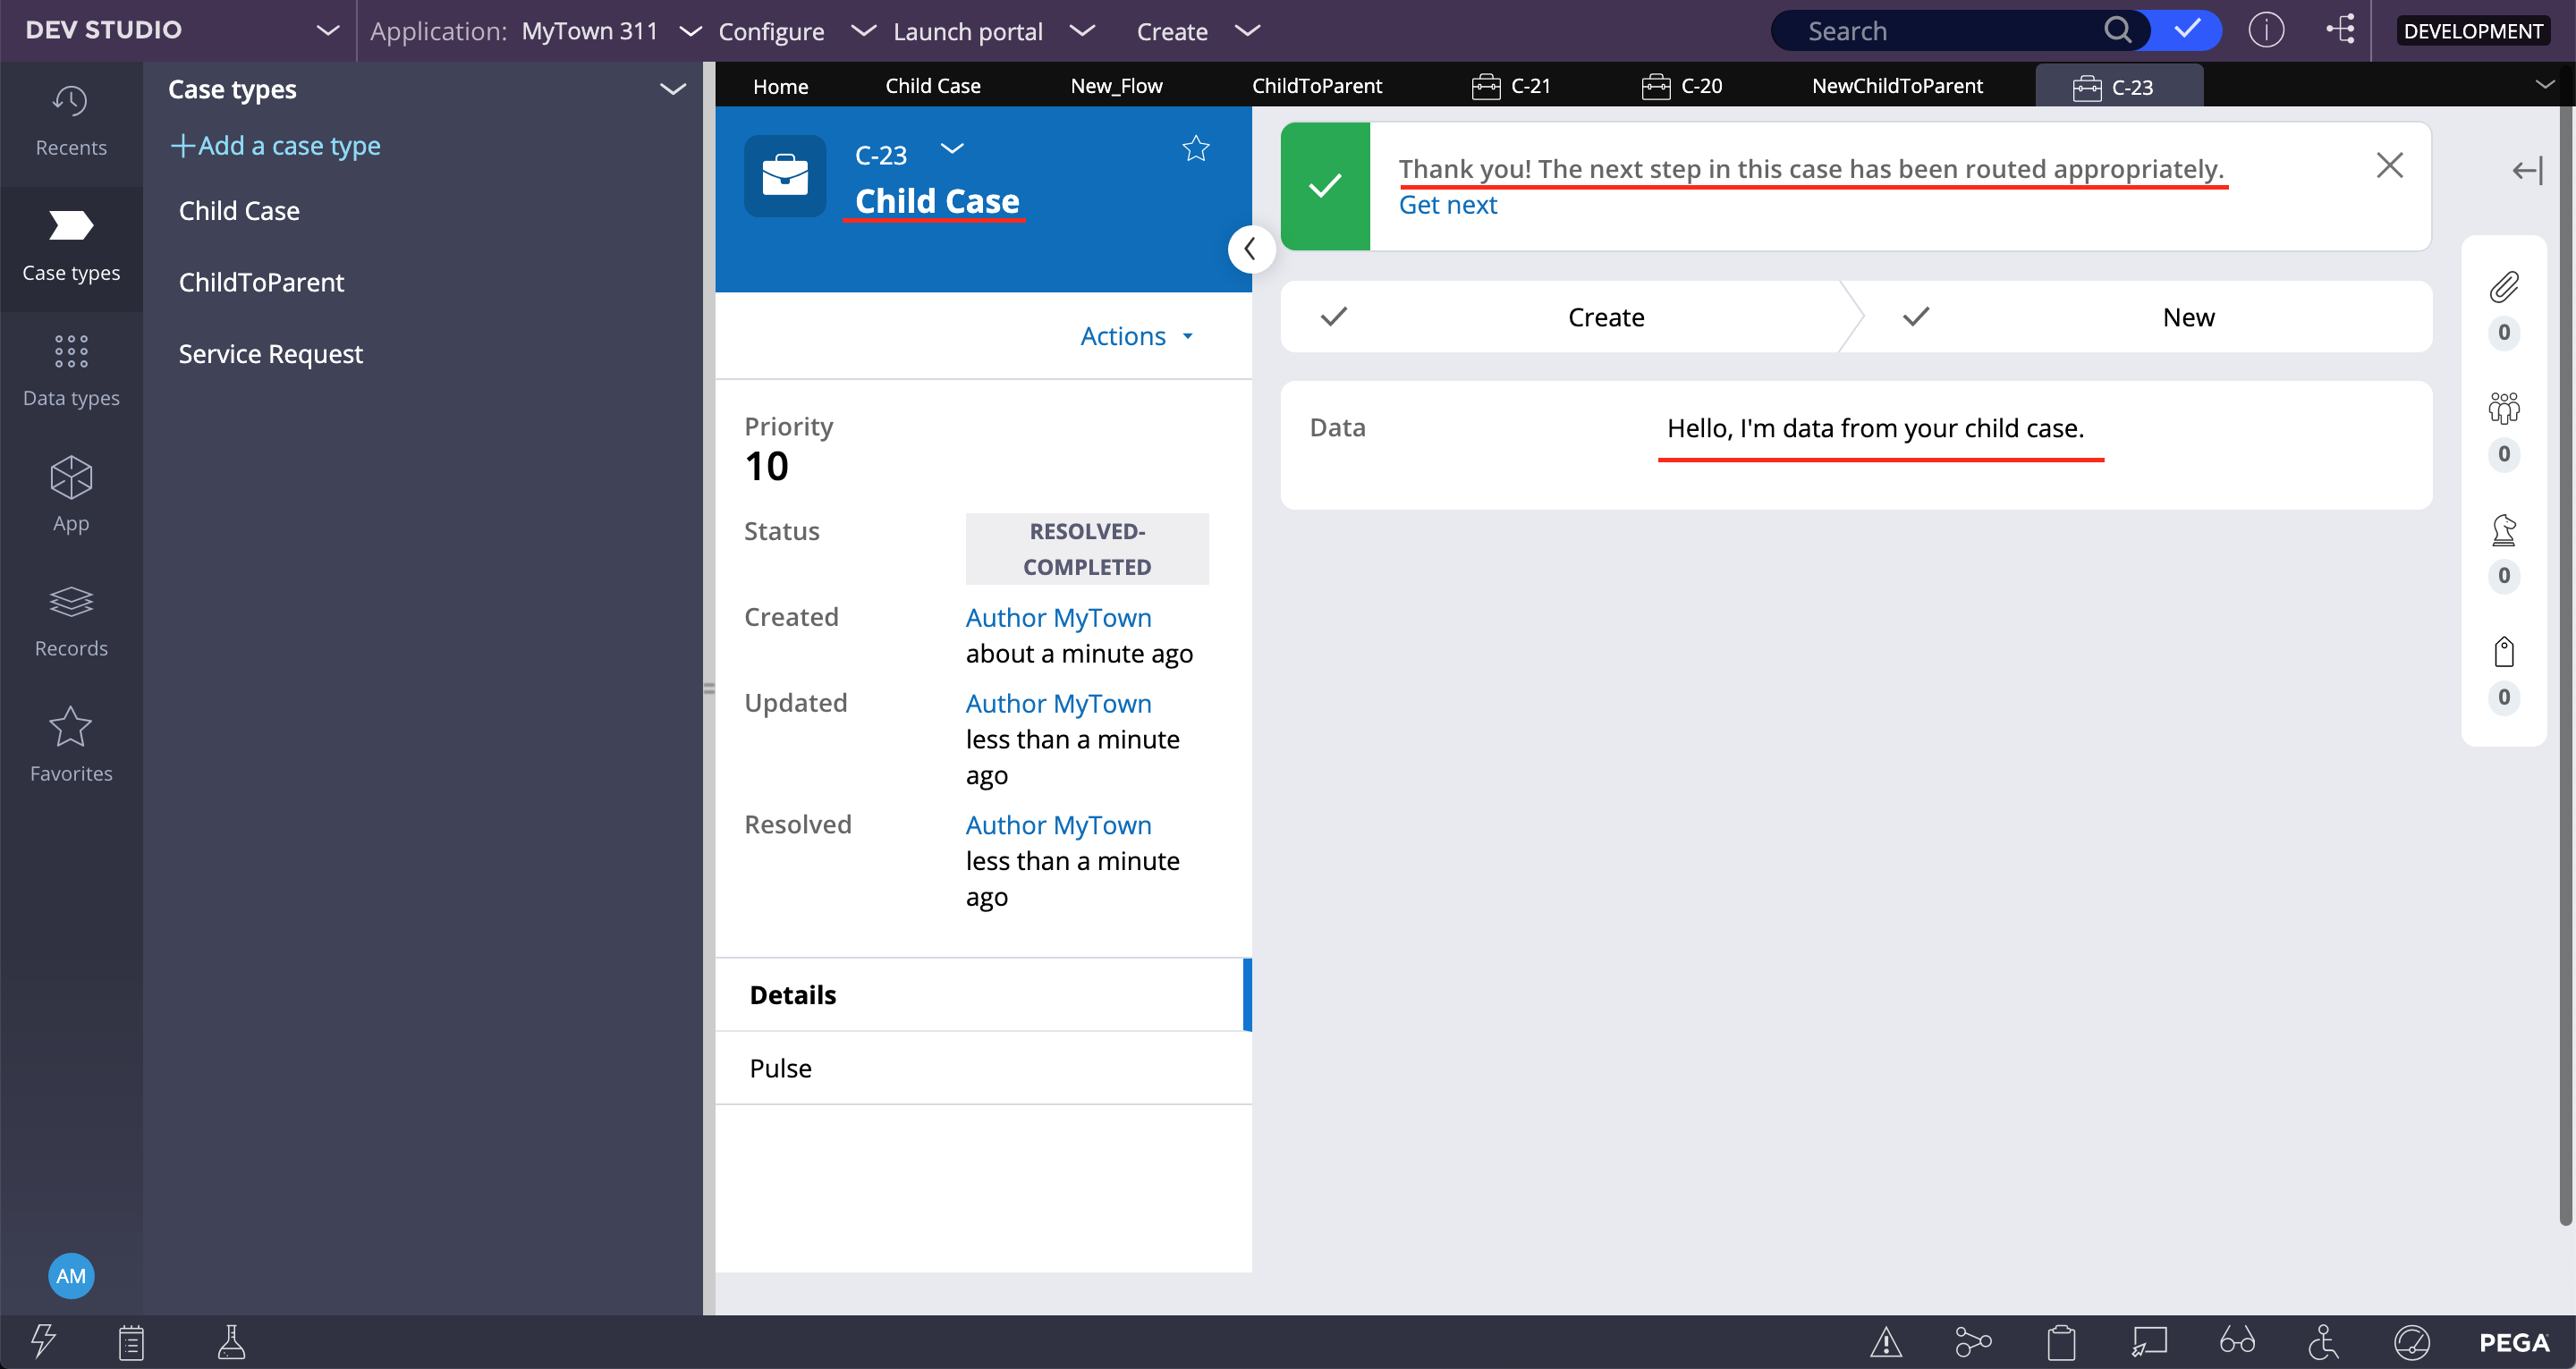 DEV STUDIO
Application: MyTown 311
Configure
Launch portal
Create
Search
DEVELOPMENT
Recents
Case types
Data types
App
Records
Favorites
AM
Case types
Add a case type
Child Case
ChildToParent
Service Request
Home
Child Case
New_Flow
ChildToParent
C-21
C-20
NewChildToParent
C-23
C-23
Child Case
Actions
Priority
10
Status
RESOLVED-
COMPLETED
Created
Author MyTown
about a minute ago
Updated
Author MyTown
less than a minute
ago
Resolved
Author MyTown
less than a minute
ago
Details
Pulse
Thank you! The next step in this case has been routed appropriately.
Get next
Create
New
Data
Hello, I'm data from your child case.
0
0
0
0
PEGA